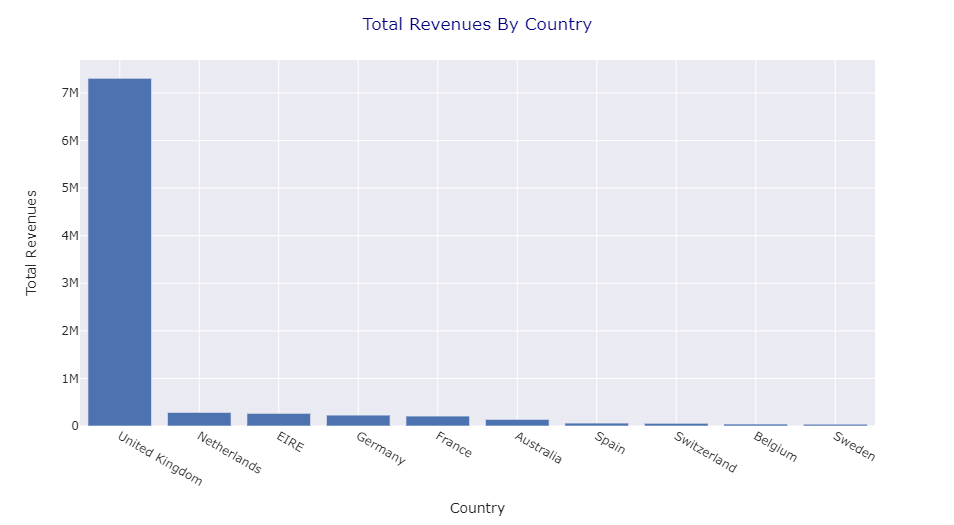 Total Revenues By Country
Total Revenues
7M
6M
5M
4M
3M
2M
1M
0
United Kingdom
Netherlands
EIRE
Germany
France
Australia
Spain
Switzerland
Belgium
Sweden
Country